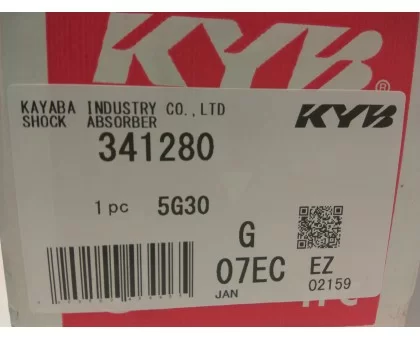 KYB
®
KAYABA INDUSTRY CO.,LTD
SHOCK ABSORBER
KYB
341280
1 pc 5G30
G
07EC EZ
JAN 02159